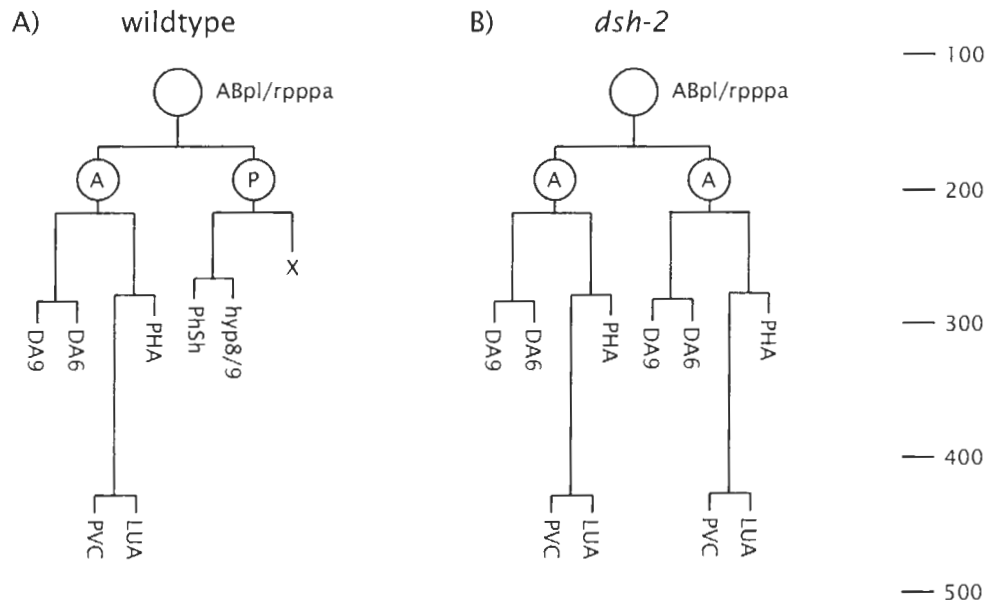 A) wildtype
B) dsh-2
100
ABpl/rpppa
ABpl/rpppa
A
P
A
A
200
X
PhSh
hyp8/9
DA9
DA6
PHA
DA9
DA6
PHA
DA9
DA6
PHA
300
400
PVC
LUA
PVC
LUA
PVC
LUA
500